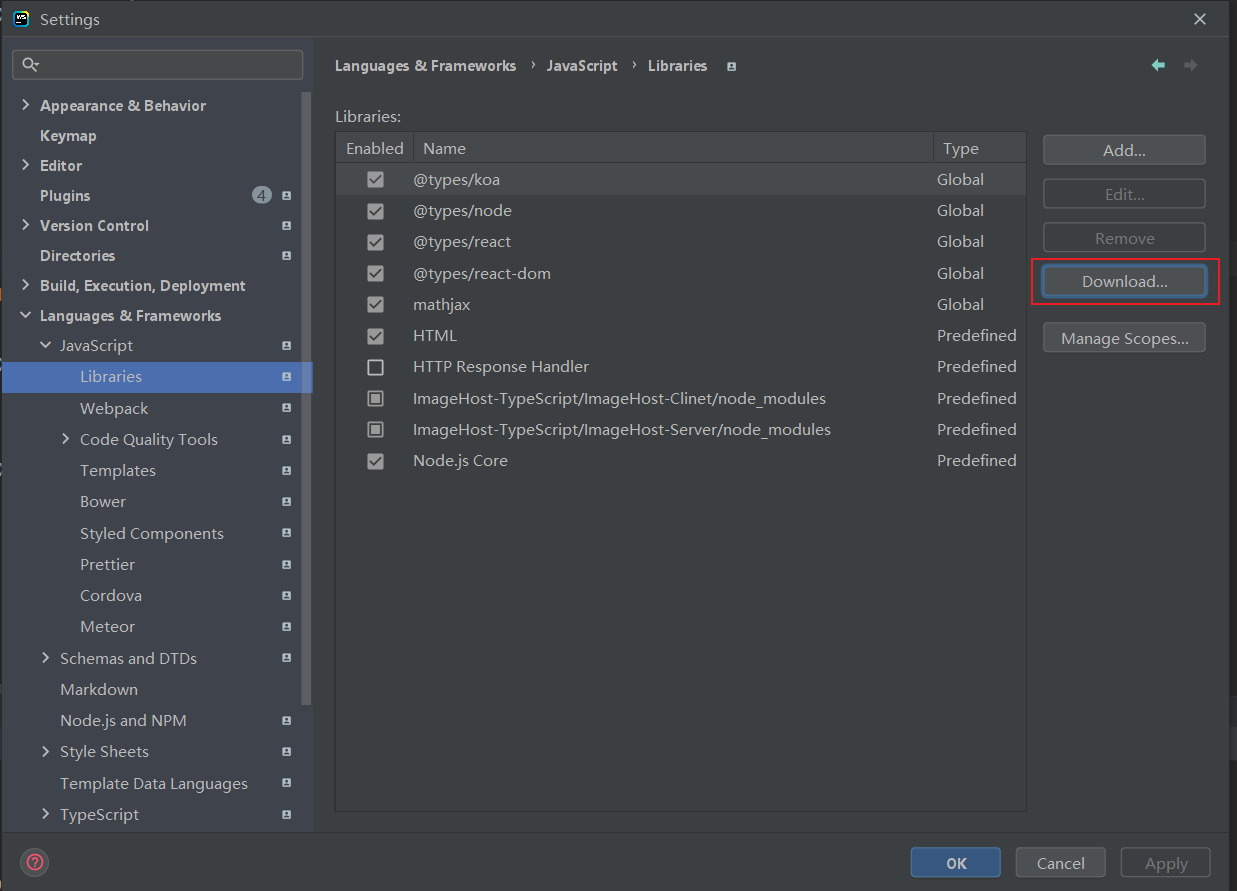 WS Settings
Languages & Frameworks › JavaScript › Libraries
Appearance & Behavior
Keymap
Editor
Plugins 4
Version Control
Directories
Build, Execution, Deployment
Languages & Frameworks
JavaScript
Libraries
Webpack
Code Quality Tools
Templates
Bower
Styled Components
Prettier
Cordova
Meteor
Schemas and DTDs
Markdown
Node.js and NPM
Style Sheets
Template Data Languages
TypeScript
Libraries:
Enabled Name Type
@types/koa Global
@types/node Global
@types/react Global
@types/react-dom Global
mathjax Global
HTML Predefined
HTTP Response Handler Predefined
ImageHost-TypeScript/ImageHost-Clinet/node_modules Predefined
ImageHost-TypeScript/ImageHost-Server/node_modules Predefined
Node.js Core Predefined
Add...
Edit...
Remove
Download...
Manage Scopes...
?
OK Cancel Apply